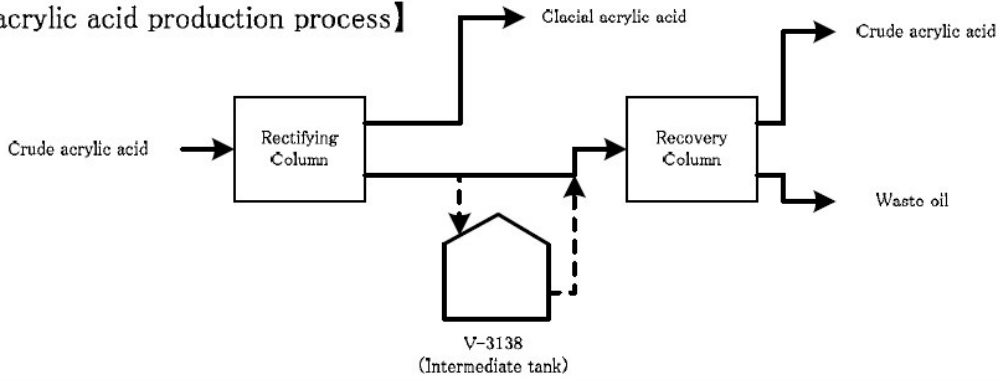 acrylic acid production process】
Glacial acrylic acid
Crude acrylic acid
Crude acrylic acid
Rectifying
Column
Recovery
Column
Waste oil
V-3138
(Intermediate tank)